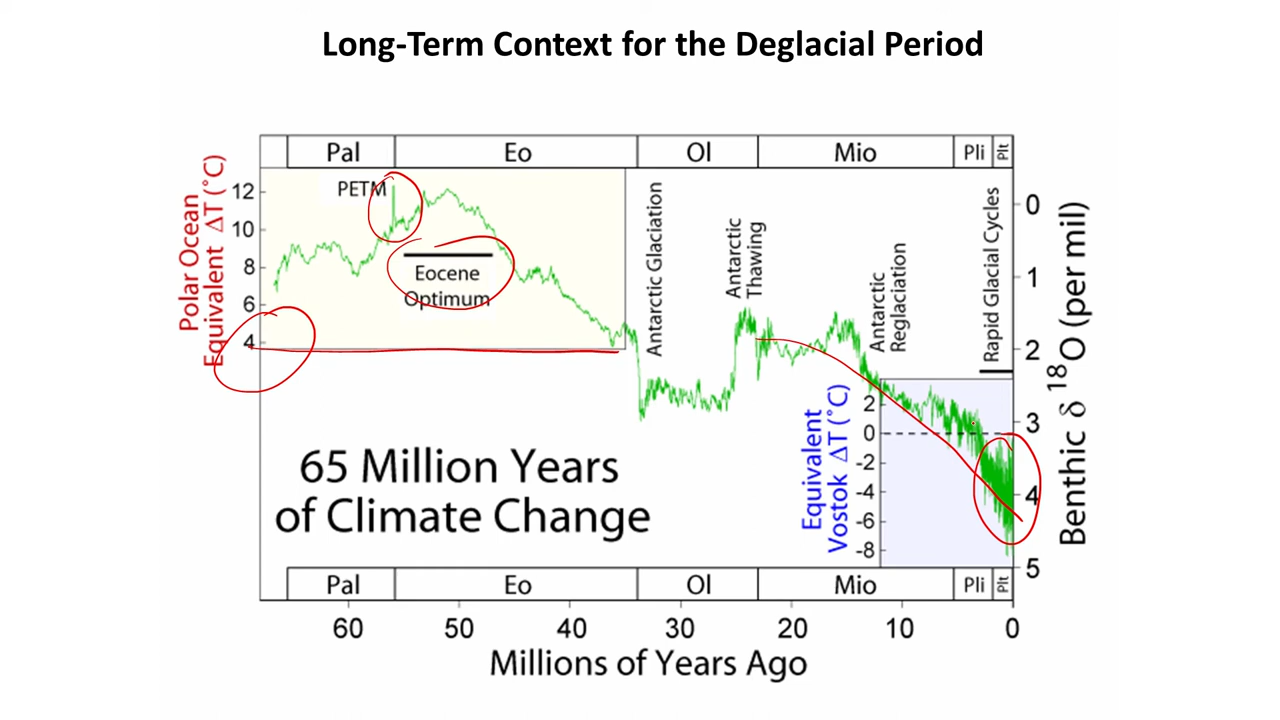 Long-Term Context for the Deglacial Period
Pal Eo Ol Mio Pli Plt
Polar Ocean
Equivalent ΔT (°C)
12
10
8
6
4
PETM
Eocene
Optimum
Antarctic Glaciation
Antarctic
Thawing
Antarctic
Reglaciation
Rapid Glacial Cycles
0
1
2
3
4
5
Benthic δ 18O (per mil)
Equivalent
Vostok ΔT (°C)
2
0
-2
-4
-6
-8
65 Million Years
of Climate Change
Pal Eo Ol Mio Pli Plt
60 50 40 30 20 10 0
Millions of Years Ago